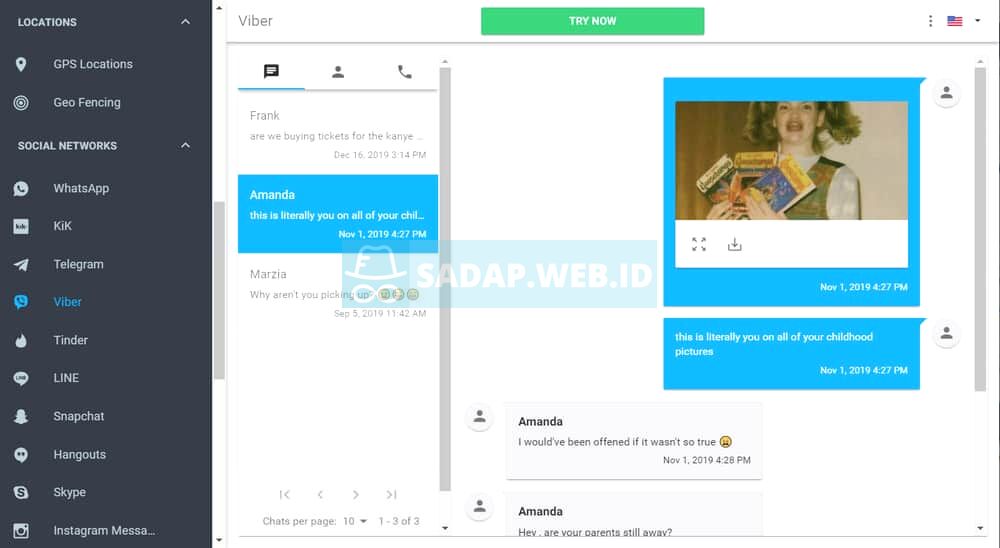 LOCATIONS
GPS Locations
Geo Fencing
SOCIAL NETWORKS
WhatsApp
kik
KiK
Telegram
Viber
Tinder
LINE
LINE
Snapchat
Hangouts
Skype
Instagram Messa...
Viber
TRY NOW
Frank
are we buying tickets for the kanye ...
Dec 16, 2019 3:14 PM
Amanda
this is literally you on all of your chil...
Nov 1, 2019 4:27 PM
Marzia
Why aren't you picking up? 😩😩😩
Sep 5, 2019 11:42 AM
Chats per page: 10 1 - 3 of 3
SADAP.WEB.ID
Nov 1, 2019 4:27 PM
this is literally you on all of your childhood
pictures
Nov 1, 2019 4:27 PM
Amanda
I would've been offended if it wasn't so true 😩
Nov 1, 2019 4:28 PM
Amanda
Hey , are your parents still away?